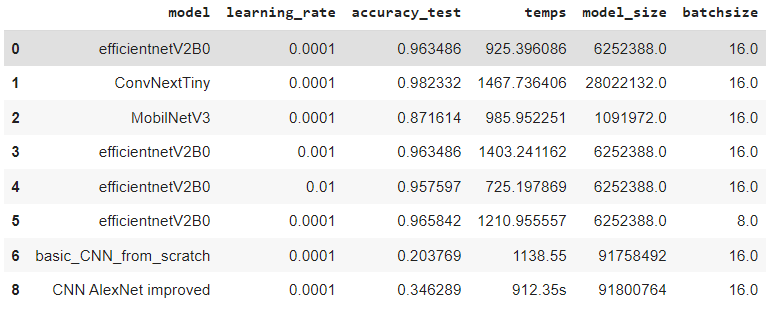 model learning_rate accuracy_test temps model_size batchsize
0 efficientnetV2B0 0.0001 0.963486 925.396086 6252388.0 16.0
1 ConvNextTiny 0.0001 0.982332 1467.736406 28022132.0 16.0
2 MobilNetV3 0.0001 0.871614 985.952251 1091972.0 16.0
3 efficientnetV2B0 0.001 0.963486 1403.241162 6252388.0 16.0
4 efficientnetV2B0 0.01 0.957597 725.197869 6252388.0 16.0
5 efficientnetV2B0 0.0001 0.965842 1210.955557 6252388.0 8.0
6 basic_CNN_from_scratch 0.0001 0.203769 1138.55 91758492 16.0
8 CNN AlexNet improved 0.0001 0.346289 912.35s 91800764 16.0